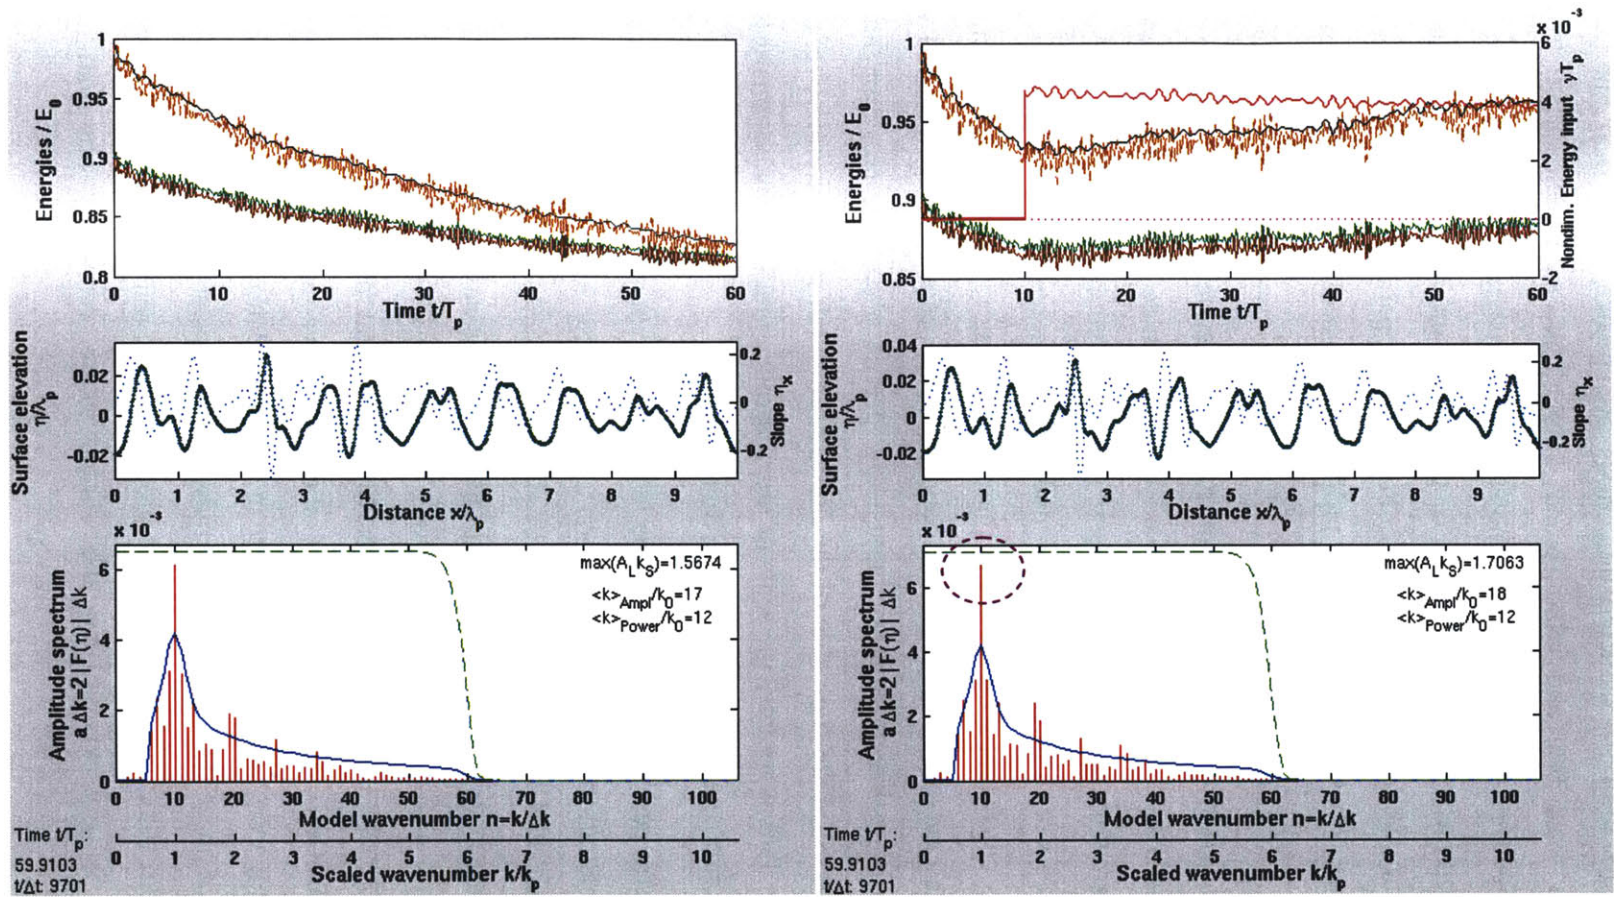 Energies / E0
1
0.95
0.9
0.85
0.8
0 10 20 30 40 50 60
Time t/Tp
Surface elevation
η/λp
0.02
0
-0.02
0.2
0
-0.2
Slope ηx
0 1 2 3 4 5 6 7 8 9
Distance x/λp
x 10^-3
Amplitude spectrum
a Δk=2 | F(η) | Δk
6
4
2
0
max(A_L k_S)=1.5674
<k>Ampl/k0=17
<k>Power/k0=12
0 10 20 30 40 50 60 70 80 90 100
Model wavenumber n=k/Δk
Time t/Tp:
59.9103
t/Δt: 9701
0 1 2 3 4 5 6 7 8 9 10
Scaled wavenumber k/kp
Energies / E0
1
0.95
0.9
0.85
x 10^-3
6
4
2
0
-2
Nondim. Energy input γTp
0 10 20 30 40 50 60
Time t/Tp
Surface elevation
η/λp
0.04
0.02
0
-0.02
0.2
0
-0.2
Slope ηx
0 1 2 3 4 5 6 7 8 9
Distance x/λp
x 10^-3
Amplitude spectrum
a Δk=2 | F(η) | Δk
6
4
2
0
max(A_L k_S)=1.7063
<k>Ampl/k0=18
<k>Power/k0=12
0 10 20 30 40 50 60 70 80 90 100
Model wavenumber n=k/Δk
Time t/Tp:
59.9103
t/Δt: 9701
0 1 2 3 4 5 6 7 8 9 10
Scaled wavenumber k/kp